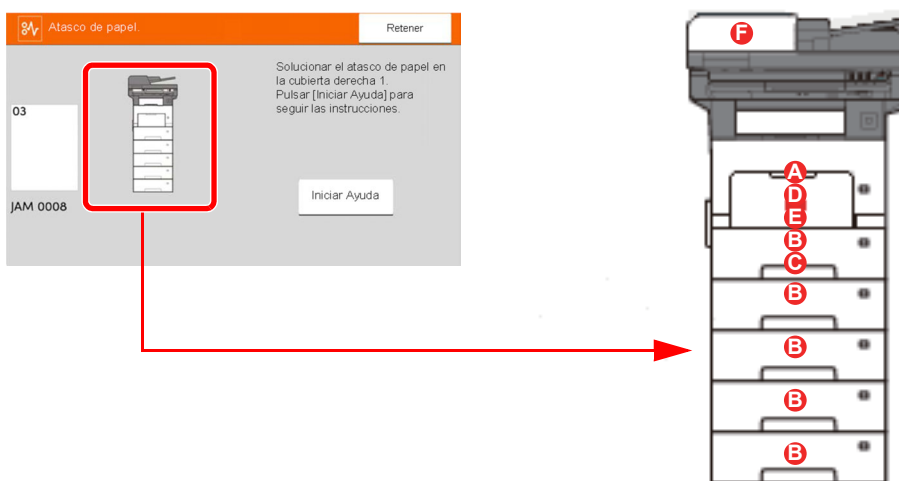 Atasco de papel.
Retener
Solucionar el atasco de papel en
la cubierta derecha 1.
Pulsar [Iniciar Ayuda] para
seguir las instrucciones.
03
Iniciar Ayuda
JAM 0008
F
A
D
E
B
C
B
B
B
B